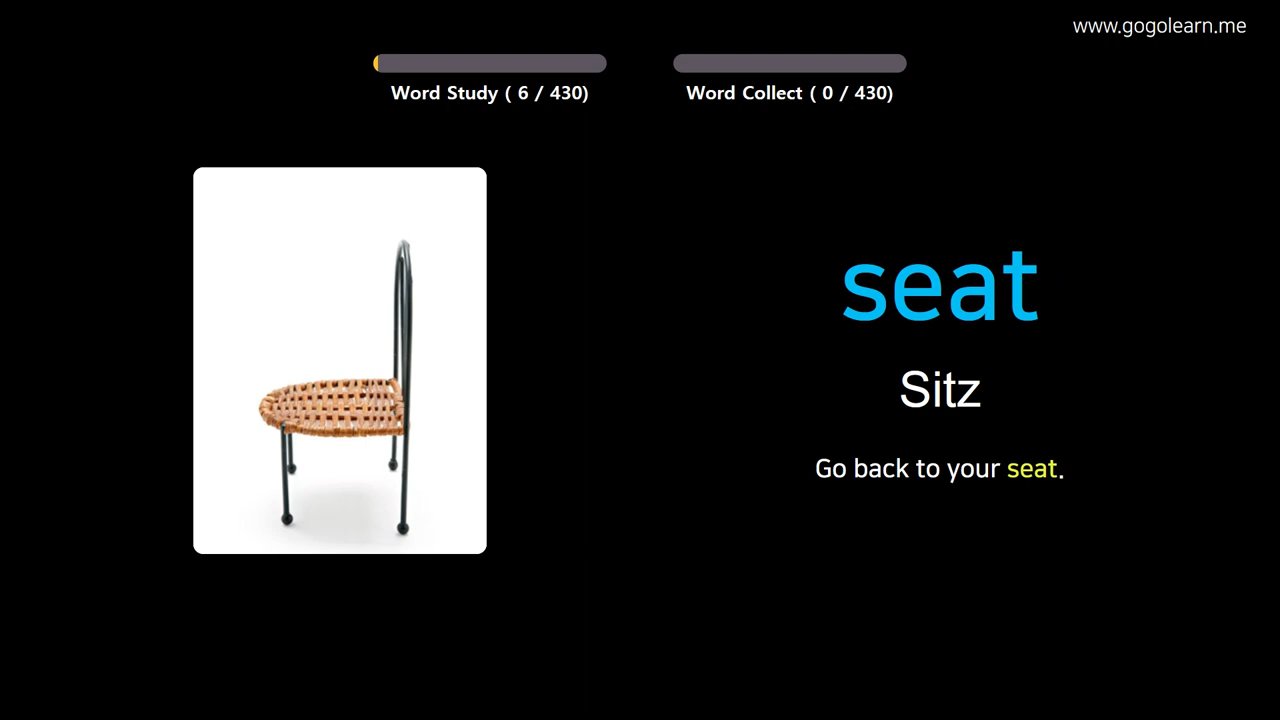 www.gogolearn.me
Word Study ( 6 / 430)
Word Collect ( 0 / 430)
seat
Sitz
Go back to your seat.